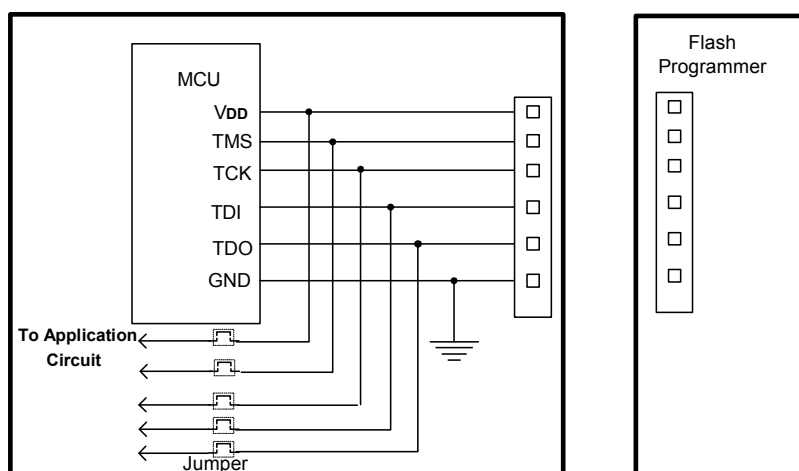 MCU
VDD
TMS
TCK
TDI
TDO
GND
To Application
Circuit
Jumper
Flash
Programmer